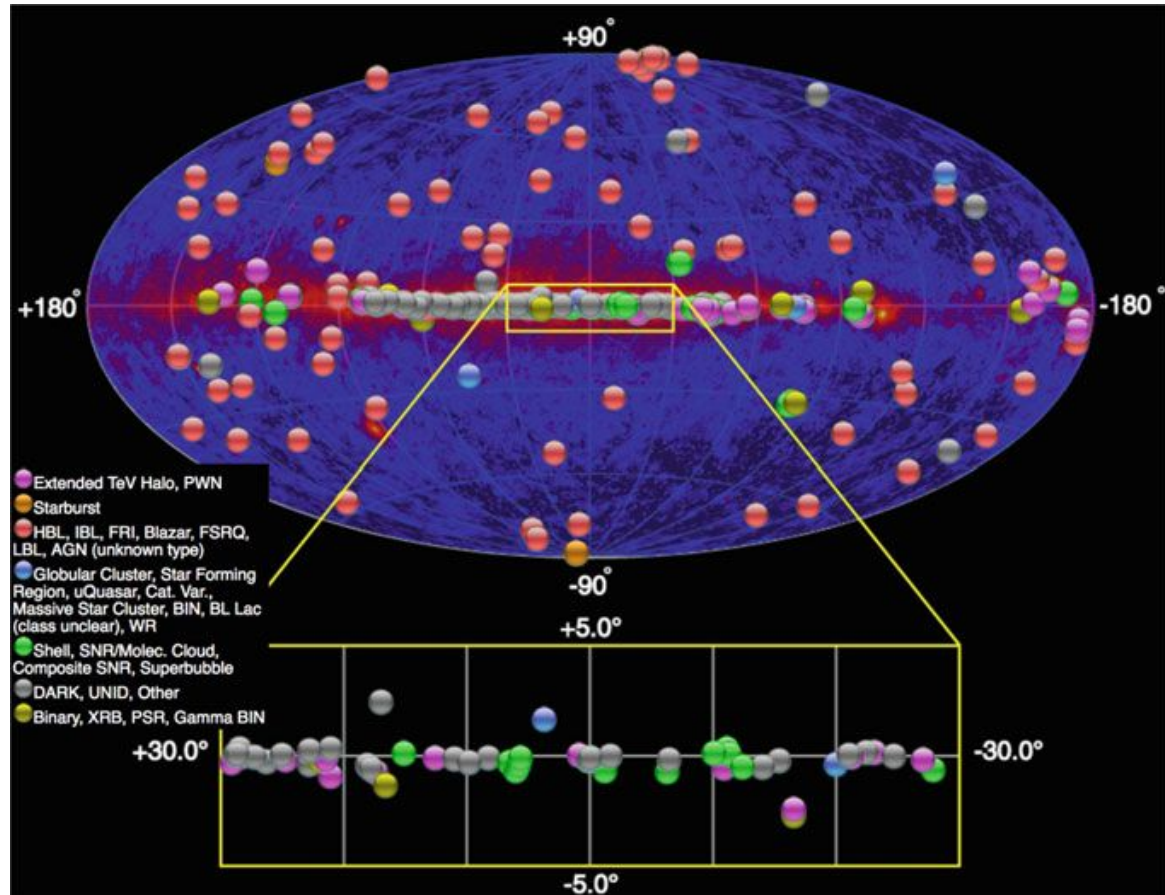 +90°
+180°
-180°
-90°
Extended TeV Halo, PWN
Starburst
HBL, IBL, FRI, Blazar, FSRQ,
LBL, AGN (unknown type)
Globular Cluster, Star Forming
Region, uQuasar, Cat. Var.,
Massive Star Cluster, BIN, BL Lac
(class unclear), WR
Shell, SNR/Molec. Cloud,
Composite SNR, Superbubble
DARK, UNID, Other
Binary, XRB, PSR, Gamma BIN
+5.0°
+30.0°
-30.0°
-5.0°